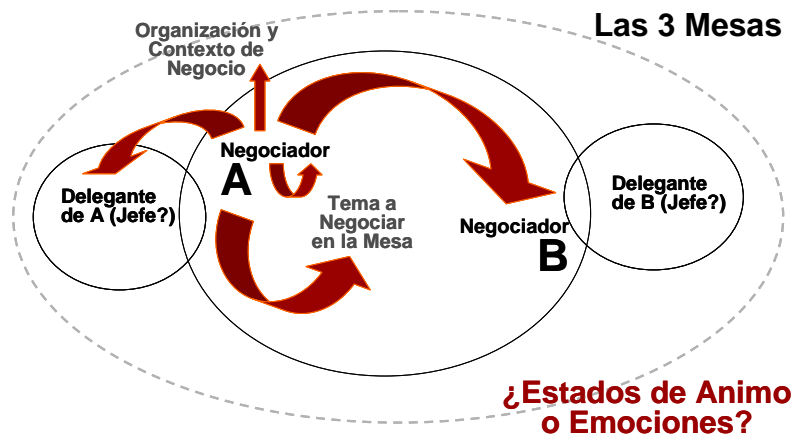 Las 3 Mesas
Organización y
Contexto de
Negocio
Negociador
A
Delegante
de A (Jefe?)
Tema a
Negociar
en la Mesa
Negociador
B
Delegante
de B (Jefe?)
¿Estados de Animo
o Emociones?